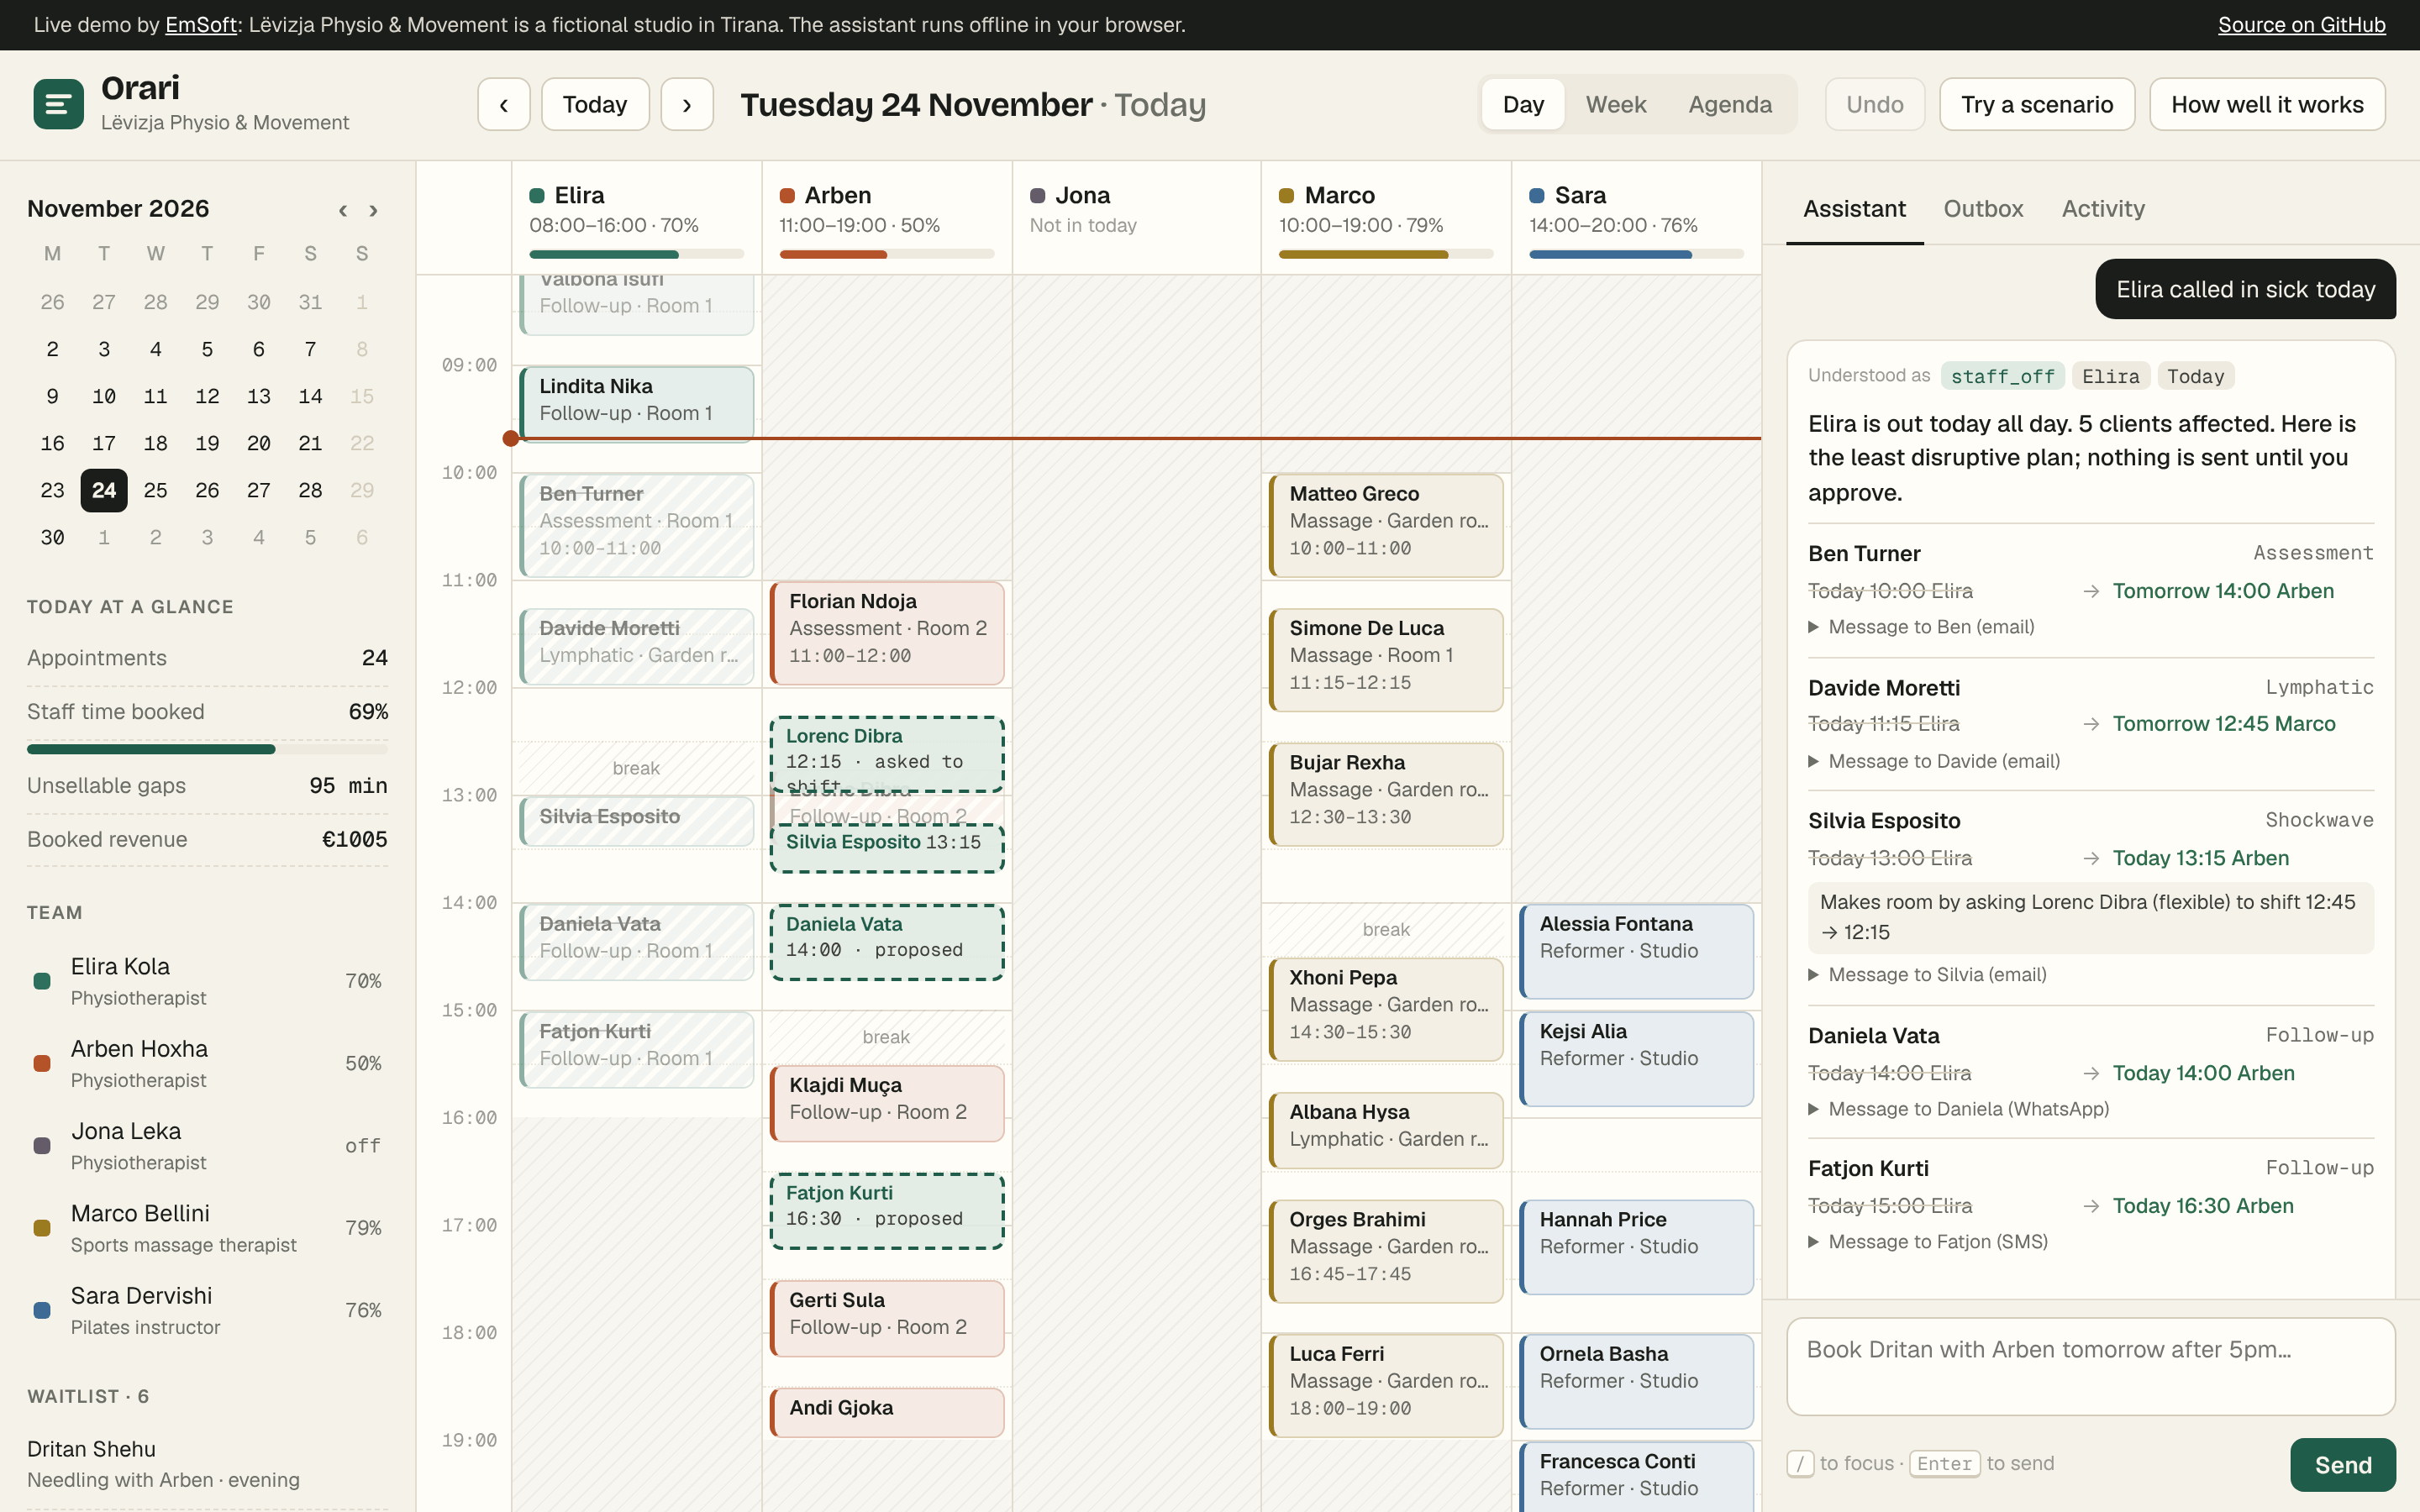 Live demo by EmSoft: Lëvizja Physio & Movement is a fictional studio in Tirana. The assistant runs offline in your browser.
Source on GitHub
Orari
Lëvizja Physio & Movement
‹
Today
›
Tuesday 24 November · Today
Day
Week
Agenda
Undo
Try a scenario
How well it works
November 2026
‹ ›
M T W T F S S
26 27 28 29 30 31 1
2 3 4 5 6 7 8
9 10 11 12 13 14 15
16 17 18 19 20 21 22
23 24 25 26 27 28 29
30 1 2 3 4 5 6
TODAY AT A GLANCE
Appointments 24
Staff time booked 69%
Unsellable gaps 95 min
Booked revenue €1005
TEAM
Elira Kola
Physiotherapist
70%
Arben Hoxha
Physiotherapist
50%
Jona Leka
Physiotherapist
off
Marco Bellini
Sports massage therapist
79%
Sara Dervishi
Pilates instructor
76%
WAITLIST · 6
Dritan Shehu
Needling with Arben · evening
09:00
10:00
11:00
12:00
13:00
14:00
15:00
16:00
17:00
18:00
19:00
Elira
08:00–16:00 · 70%
Valbona Isufi
Follow-up · Room 1
Lindita Nika
Follow-up · Room 1
Ben Turner
Assessment · Room 1
10:00–11:00
Davide Moretti
Lymphatic · Garden r…
break
Silvia Esposito
Daniela Vata
Follow-up · Room 1
Fatjon Kurti
Follow-up · Room 1
Arben
11:00–19:00 · 50%
Florian Ndoja
Assessment · Room 2
11:00–12:00
Lorenc Dibra
12:15 · asked to
shift
Lorenc Dibra
Follow-up · Room 2
Silvia Esposito 13:15
Daniela Vata
14:00 · proposed
break
Klajdi Muça
Follow-up · Room 2
Fatjon Kurti
16:30 · proposed
Gerti Sula
Follow-up · Room 2
Andi Gjoka
Jona
Not in today
Marco
10:00–19:00 · 79%
Matteo Greco
Massage · Garden ro…
10:00–11:00
Simone De Luca
Massage · Room 1
11:15–12:15
Bujar Rexha
Massage · Garden ro…
12:30–13:30
break
Xhoni Pepa
Massage · Garden ro…
14:30–15:30
Albana Hysa
Lymphatic · Garden r…
Orges Brahimi
Massage · Garden ro…
16:45–17:45
Luca Ferri
Massage · Garden ro…
18:00–19:00
Sara
14:00–20:00 · 76%
Alessia Fontana
Reformer · Studio
Kejsi Alia
Reformer · Studio
Hannah Price
Reformer · Studio
Ornela Basha
Reformer · Studio
Francesca Conti
Reformer · Studio
Assistant
Outbox
Activity
Elira called in sick today
Understood as staff_off Elira Today
Elira is out today all day. 5 clients affected. Here is
the least disruptive plan; nothing is sent until you
approve.
Ben Turner Assessment
Today 10:00 Elira → Tomorrow 14:00 Arben
▶ Message to Ben (email)
Davide Moretti Lymphatic
Today 11:15 Elira → Tomorrow 12:45 Marco
▶ Message to Davide (email)
Silvia Esposito Shockwave
Today 13:00 Elira → Today 13:15 Arben
Makes room by asking Lorenc Dibra (flexible) to shift 12:45
→ 12:15
▶ Message to Silvia (email)
Daniela Vata Follow-up
Today 14:00 Elira → Today 14:00 Arben
▶ Message to Daniela (WhatsApp)
Fatjon Kurti Follow-up
Today 15:00 Elira → Today 16:30 Arben
▶ Message to Fatjon (SMS)
Book Dritan with Arben tomorrow after 5pm…
/ to focus · Enter to send
Send